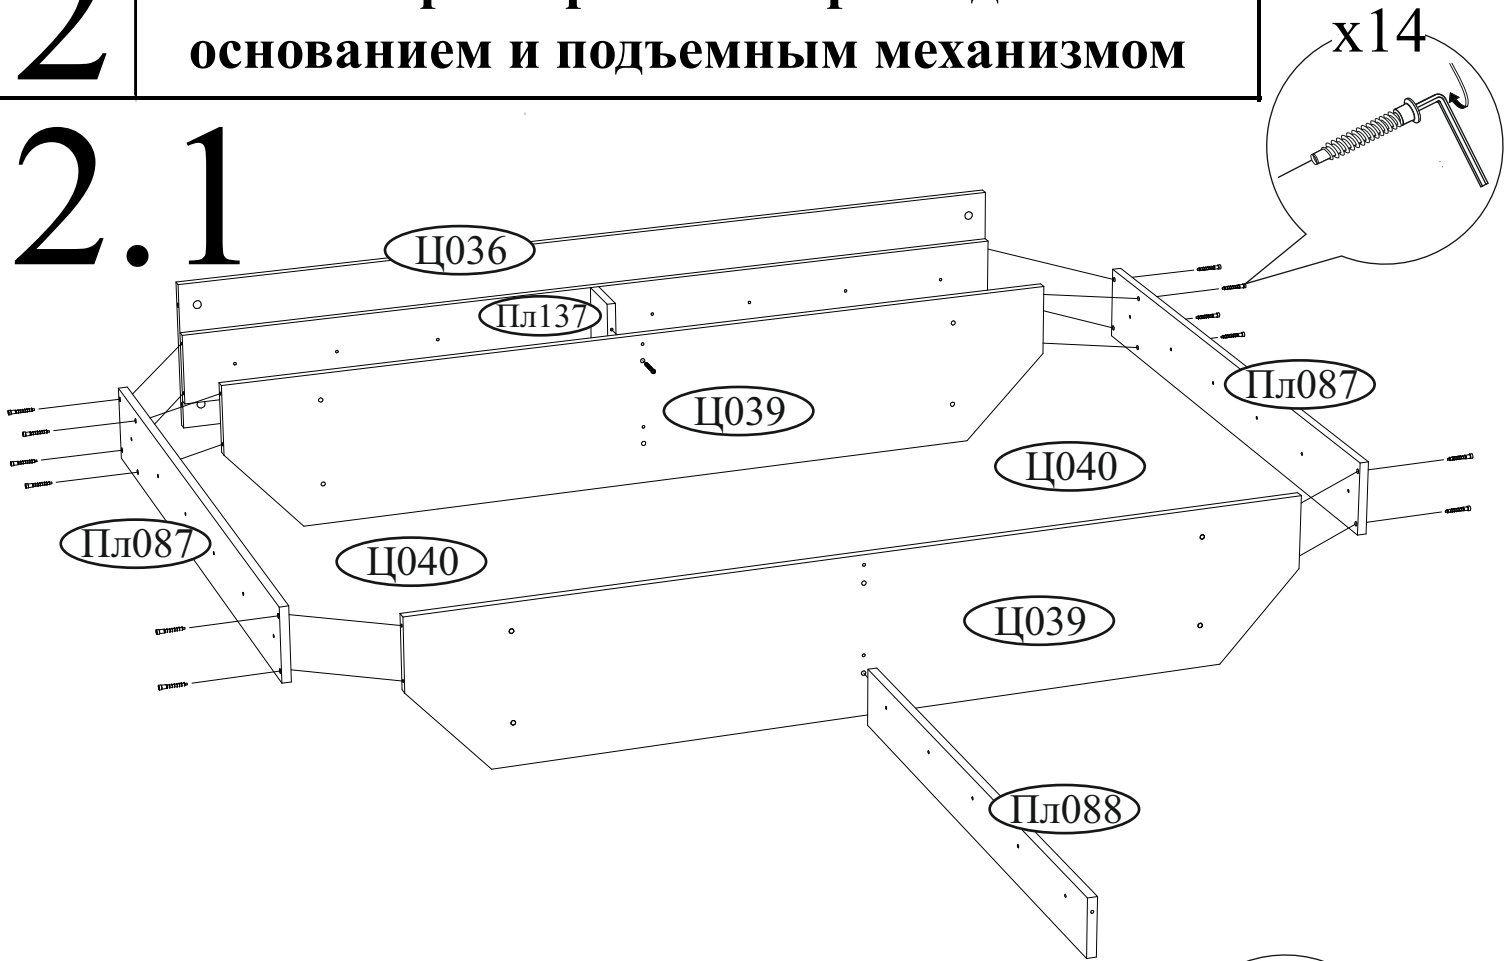 2
основанием и подъемным механизмом
x14
2.1
Ц036
Пл137
Ц039
Пл087
Ц040
Пл087
Ц040
Ц039
Пл088